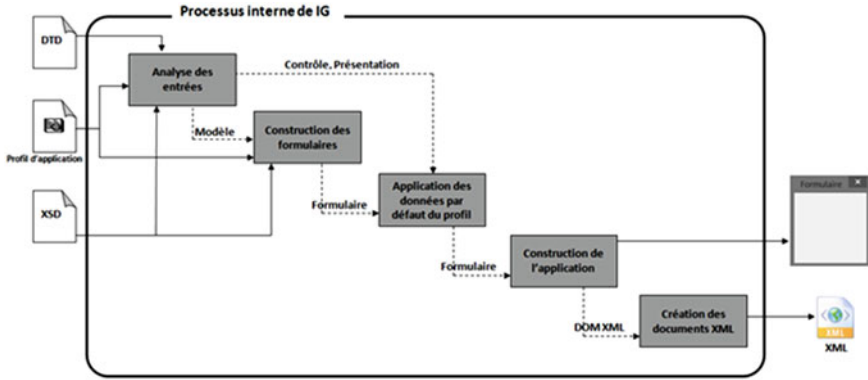 Processus interne de IG
DTD
Analyse des
entrées
Contrôle, Présentation
Profil d'application
Modèle
Construction des
formulaires
XSD
Application des
données par
défaut du profil
Formulaire
Formulaire
Formulaire
Construction de
l'application
DOM XML
Création des
documents XML
XML
XML